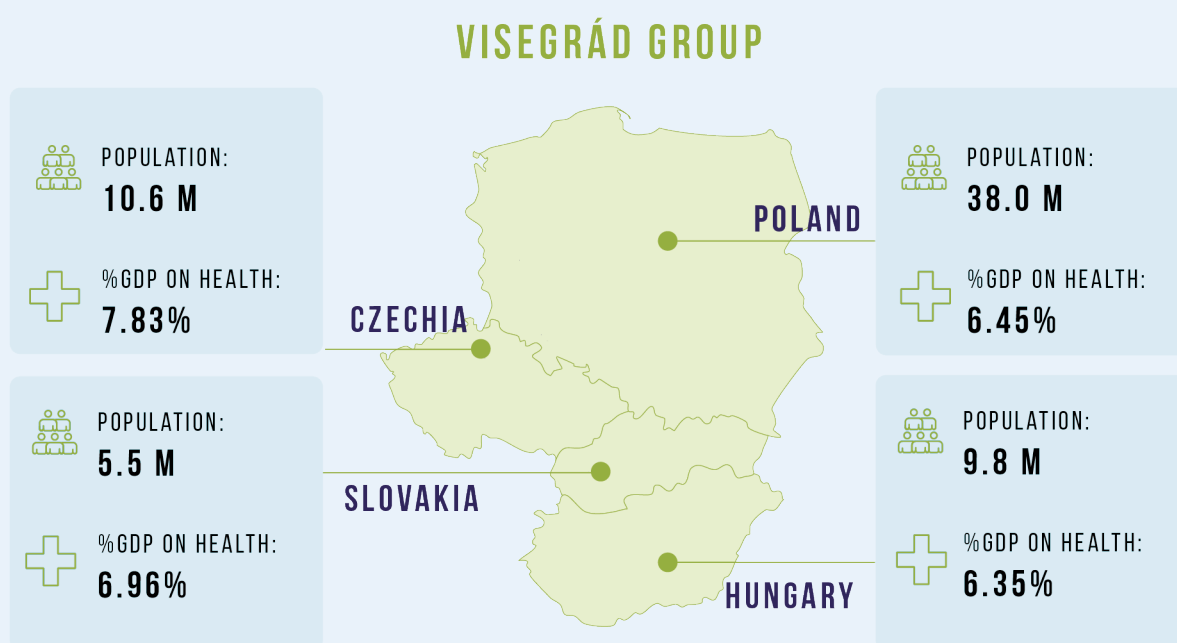 VISEGRÁD GROUP
POPULATION:
10.6 M
%GDP ON HEALTH:
7.83%
CZECHIA
POPULATION:
5.5 M
%GDP ON HEALTH:
6.96%
SLOVAKIA
POLAND
POPULATION:
38.0 M
%GDP ON HEALTH:
6.45%
HUNGARY
POPULATION:
9.8 M
%GDP ON HEALTH:
6.35%